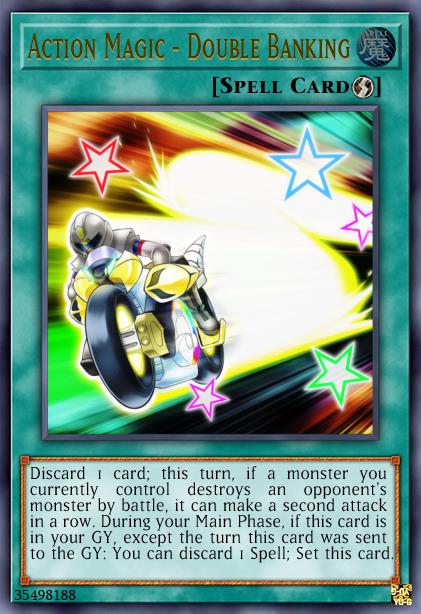 Action Magic - Double Banking
魔
[Spell Card]
Discard 1 card; this turn, if a monster you
currently control destroys an opponent's
monster by battle, it can make a second attack
in a row. During your Main Phase, if this card is
in your GY, except the turn this card was sent
to the GY: You can discard 1 Spell; Set this card.
35498188